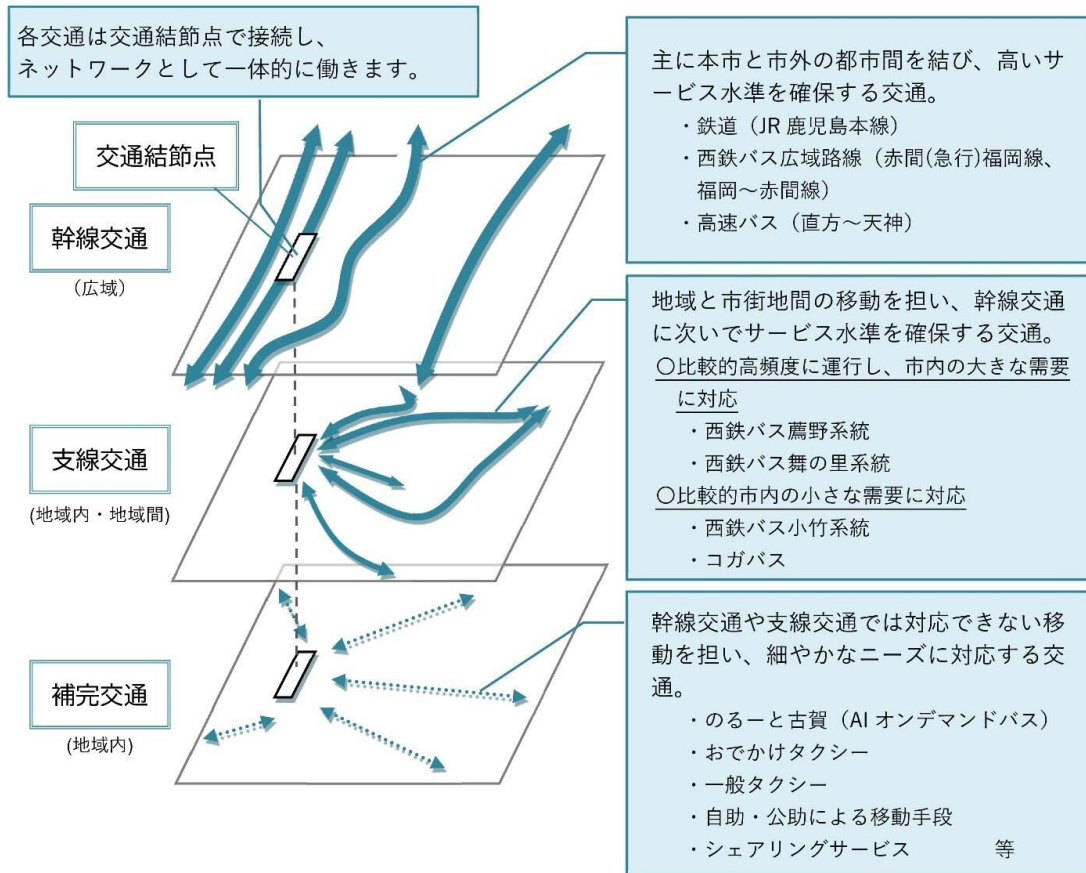 各交通は交通結節点で接続し、
ネットワークとして一体的に働きます。
交通結節点
幹線交通
（広域）
主に本市と市外の都市間を結び、高いサ
ービス水準を確保する交通。
・鉄道（JR 鹿児島本線）
・西鉄バス広域路線（赤間(急行)福岡線、
福岡～赤間線）
・高速バス（直方～天神）
支線交通
(地域内・地域間)
地域と市街地間の移動を担い、幹線交通
に次いでサービス水準を確保する交通。
〇比較的高頻度に運行し、市内の大きな需要
に対応
・西鉄バス薦野系統
・西鉄バス舞の里系統
〇比較的市内の小さな需要に対応
・西鉄バス小竹系統
・コガバス
補完交通
(地域内)
幹線交通や支線交通では対応できない移
動を担い、細やかなニーズに対応する交
通。
・のるーと古賀（AI オンデマンドバス）
・おでかけタクシー
・一般タクシー
・自助・公助による移動手段
・シェアリングサービス　　　等